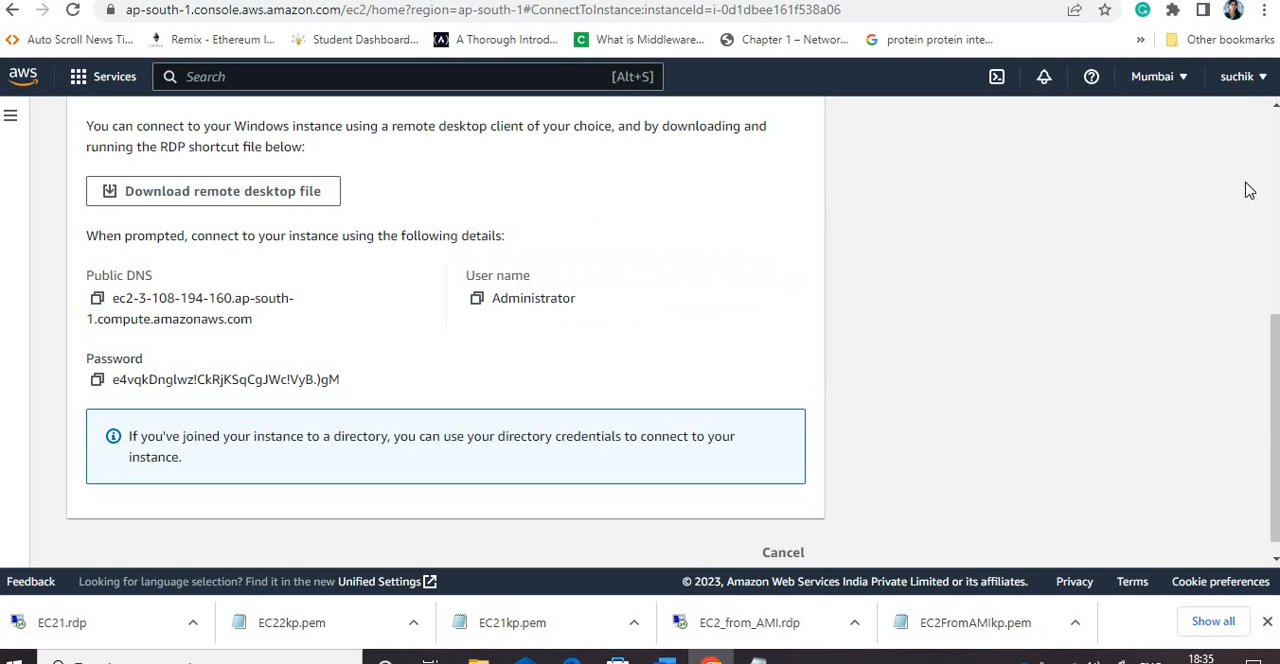 ap-south-1.console.aws.amazon.com/ec2/home?region=ap-south-1#ConnectToInstance:instanceId=i-0d1dbee161f538a06
Auto Scroll News Ti... Remix - Ethereum I... Student Dashboard... A Thorough Introd... What is Middleware... Chapter 1 – Networ... protein protein inte... » Other bookmarks
aws Services Search [Alt+S] Mumbai ▼ suchik ▼
You can connect to your Windows instance using a remote desktop client of your choice, and by downloading and
running the RDP shortcut file below:
Download remote desktop file
When prompted, connect to your instance using the following details:
Public DNS User name
ec2-3-108-194-160.ap-south- Administrator
1.compute.amazonaws.com
Password
e4vqkDnglwz!CkRjKSqCgJWc!VyB.)gM
If you've joined your instance to a directory, you can use your directory credentials to connect to your
instance.
Cancel
Feedback Looking for language selection? Find it in the new Unified Settings © 2023, Amazon Web Services India Private Limited or its affiliates. Privacy Terms Cookie preferences
EC21.rdp EC22kp.pem EC21kp.pem EC2_from_AMI.rdp EC2FromAMIkp.pem Show all
18:35